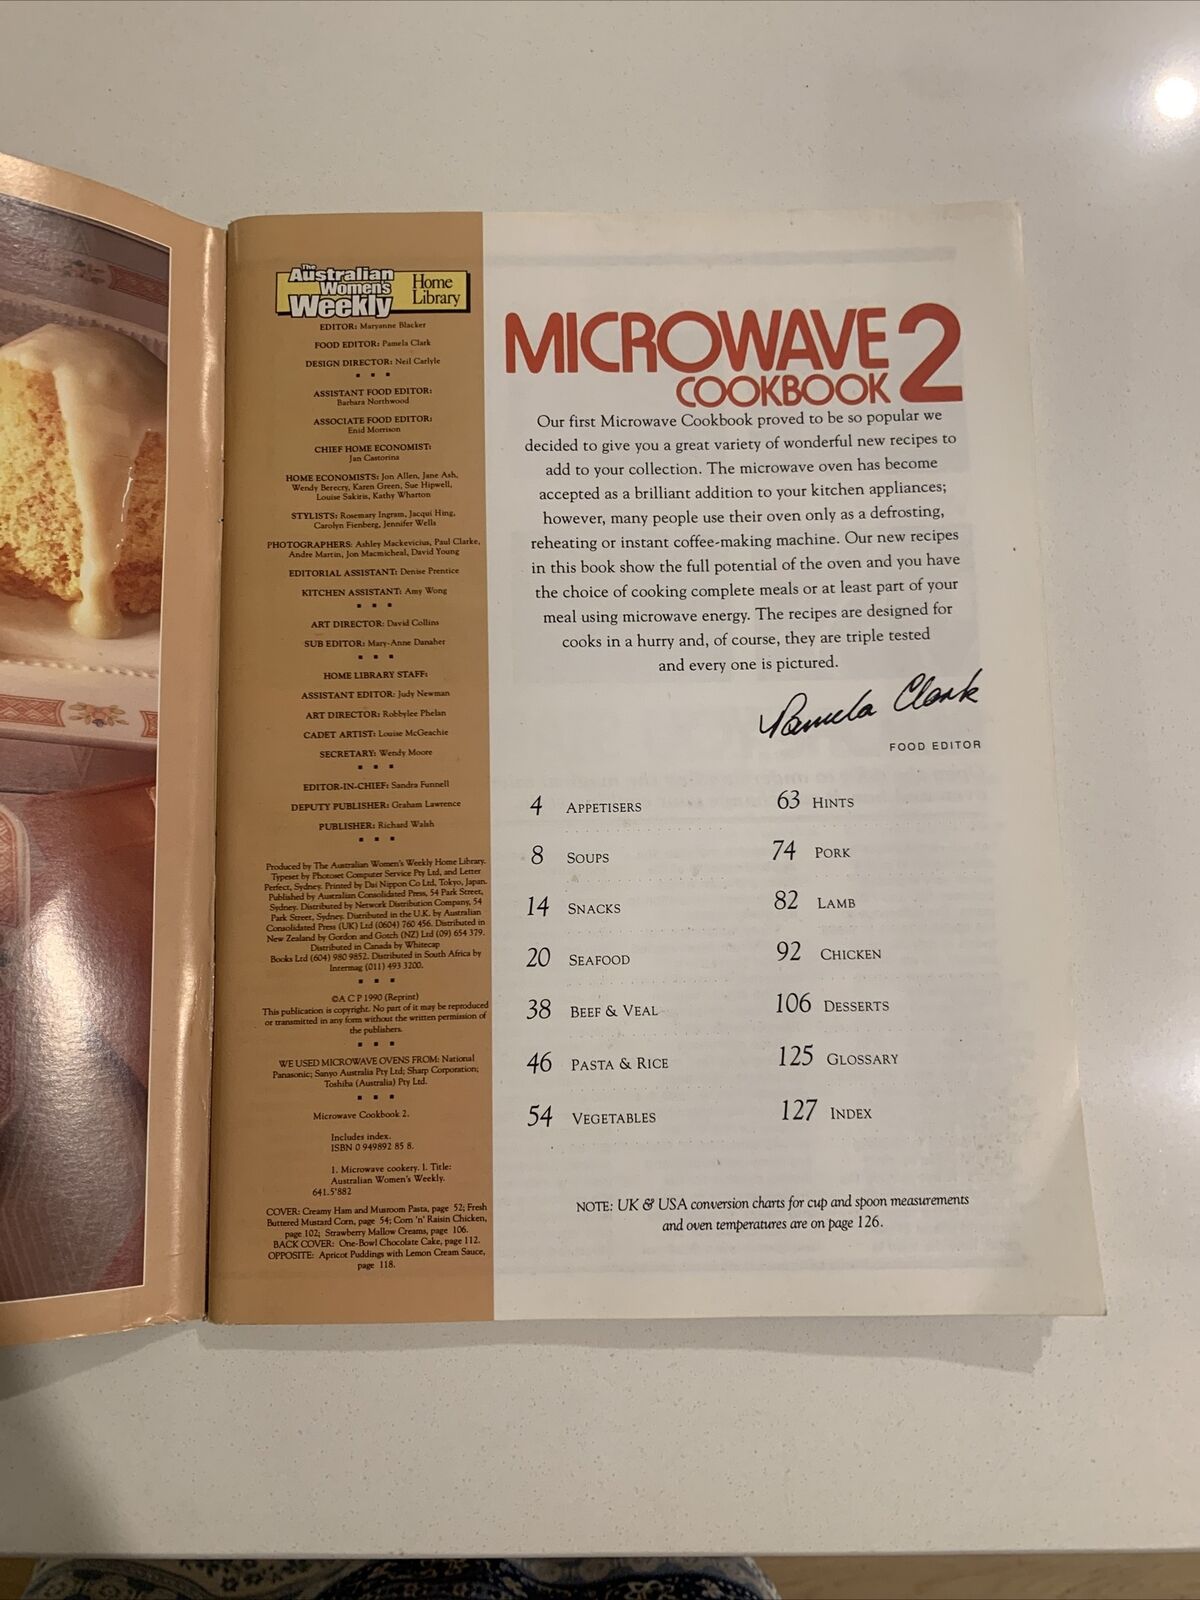 The
Australian
Women's
Weekly
Home
Library
EDITOR: Maryanne Blacker
FOOD EDITOR: Pamela Clark
DESIGN DIRECTOR: Neil Carlyle
ASSISTANT FOOD EDITOR:
Barbara Northwood
ASSOCIATE FOOD EDITOR:
Enid Morrison
CHIEF HOME ECONOMIST:
Jan Castorina
HOME ECONOMISTS: Jon Allen, Jane Ash,
Wendy Berecry, Karen Green, Sue Hipwell,
Louise Sakiris, Kathy Wharton
STYLISTS: Rosemary Ingram, Jacqui Hing,
Carolyn Fienberg, Jennifer Wells
PHOTOGRAPHERS: Ashley Mackevicius, Paul Clarke,
Andre Martin, Jon Macmicheal, David Young
EDITORIAL ASSISTANT: Denise Prentice
KITCHEN ASSISTANT: Amy Wong
ART DIRECTOR: David Collins
SUB EDITOR: Mary-Anne Danaher
HOME LIBRARY STAFF:
ASSISTANT EDITOR: Judy Newman
ART DIRECTOR: Robbylee Phelan
CADET ARTIST: Louise McGeachie
SECRETARY: Wendy Moore
EDITOR-IN-CHIEF: Sandra Funnell
DEPUTY PUBLISHER: Graham Lawrence
PUBLISHER: Richard Walsh
Produced by The Australian Women's Weekly Home Library.
Typeset by Photoset Computer Service Pty Ltd, and Letter
Perfect, Sydney. Printed by Dai Nippon Co Ltd, Tokyo, Japan.
Published by Australian Consolidated Press, 54 Park Street,
Sydney. Distributed by Network Distribution Company, 54
Park Street, Sydney. Distributed in the U.K. by Australian
Consolidated Press (UK) Ltd (0604) 760 456. Distributed in
New Zealand by Gordon and Gotch (NZ) Ltd (09) 654 379.
Distributed in Canada by Whitecap
Books Ltd (604) 980 9852. Distributed in South Africa by
Intermag (011) 493 3200.
©A C P 1990 (Reprint)
This publication is copyright. No part of it may be reproduced
or transmitted in any form without the written permission of
the publishers.
WE USED MICROWAVE OVENS FROM: National
Panasonic; Sanyo Australia Pty Ltd; Sharp Corporation;
Toshiba (Australia) Pty Ltd.
Microwave Cookbook 2.
Includes index.
ISBN 0 949892 85 8.
1. Microwave cookery. I. Title:
Australian Women's Weekly.
641.5'882
COVER: Creamy Ham and Musroom Pasta, page 52; Fresh
Buttered Mustard Corn, page 54; Corn 'n' Raisin Chicken,
page 102; Strawberry Mallow Creams, page 106.
BACK COVER: One-Bowl Chocolate Cake, page 112.
OPPOSITE: Apricot Puddings with Lemon Cream Sauce,
page 118.
MICROWAVE 2
COOKBOOK
Our first Microwave Cookbook proved to be so popular we
decided to give you a great variety of wonderful new recipes to
add to your collection. The microwave oven has become
accepted as a brilliant addition to your kitchen appliances;
however, many people use their oven only as a defrosting,
reheating or instant coffee-making machine. Our new recipes
in this book show the full potential of the oven and you have
the choice of cooking complete meals or at least part of your
meal using microwave energy. The recipes are designed for
cooks in a hurry and, of course, they are triple tested
and every one is pictured.
Pamela Clark
FOOD EDITOR
4 APPETISERS
8 SOUPS
14 SNACKS
20 SEAFOOD
38 BEEF & VEAL
46 PASTA & RICE
54 VEGETABLES
63 HINTS
74 PORK
82 LAMB
92 CHICKEN
106 DESSERTS
125 GLOSSARY
127 INDEX
NOTE: UK & USA conversion charts for cup and spoon measurements
and oven temperatures are on page 126.